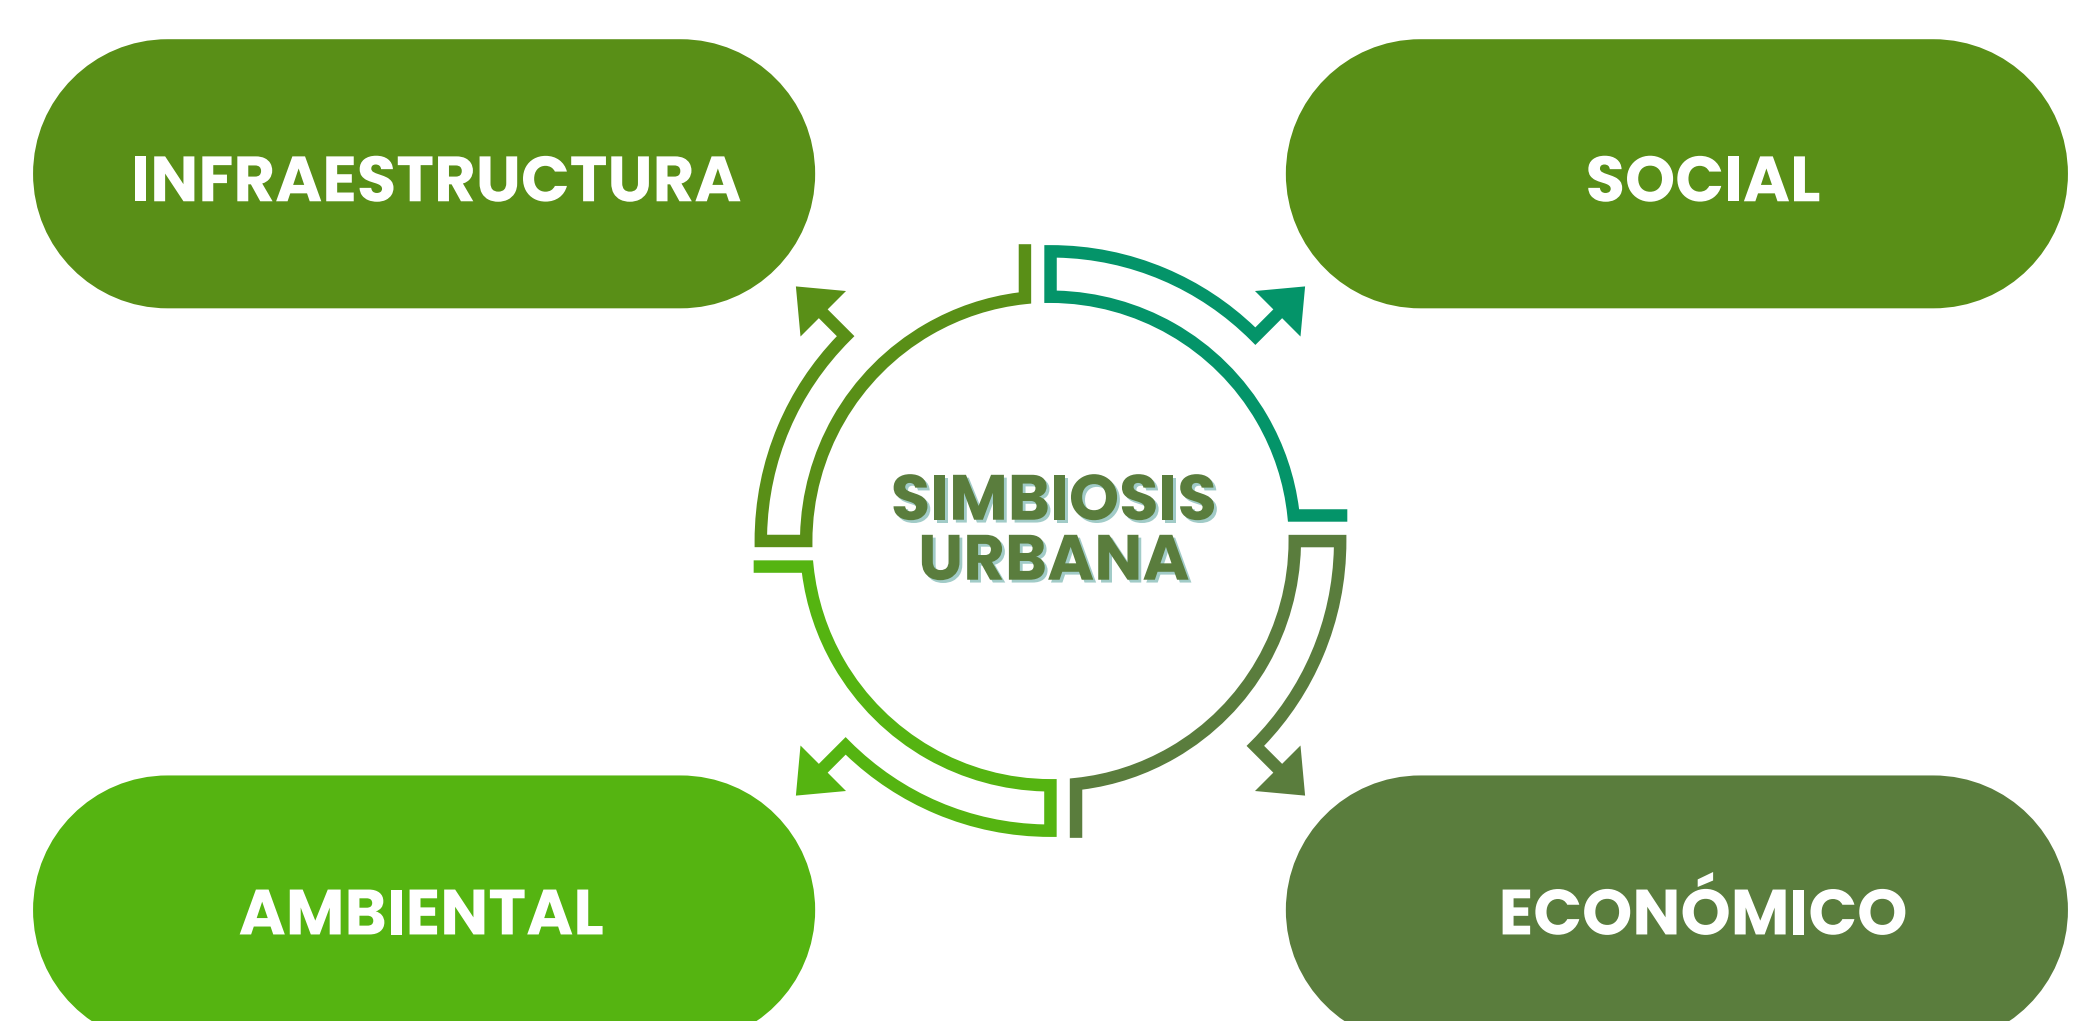 INFRAESTRUCTURA
SOCIAL
SIMBIOSIS
URBANA
AMBIENTAL
ECONÓMICO